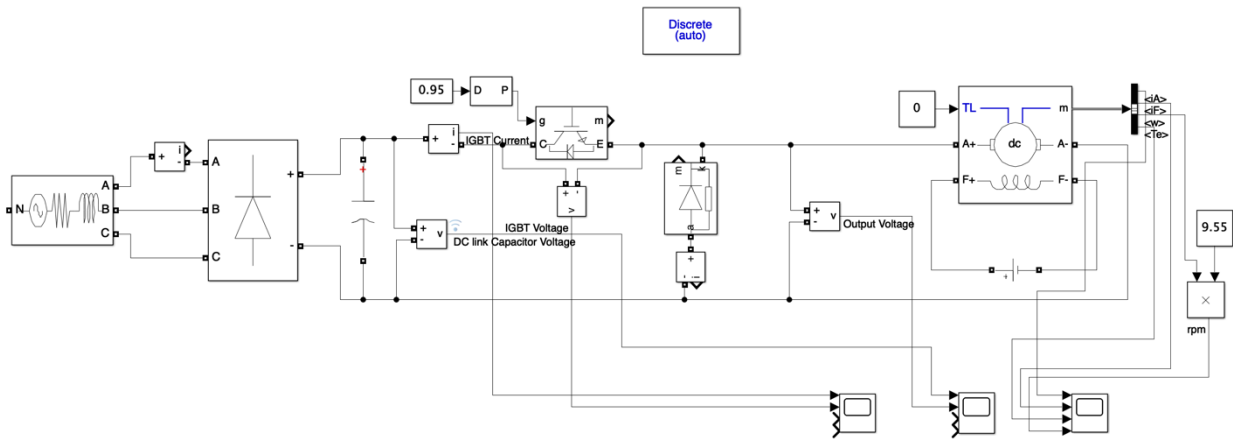 Discrete
(auto)
0.95
D
P
g
m
C
E
i
+
-
IGBT Current
0
TL
m
dc
A+
A-
F+
F-
<iA>
<iF>
<w>
<Te>
i
+
-
N
A
B
C
A
B
C
+
-
+
+
-
v
IGBT Voltage
DC link Capacitor Voltage
+
-
v
m
k
a
+
-
i
+
-
v
Output Voltage
+
9.55
×
rpm